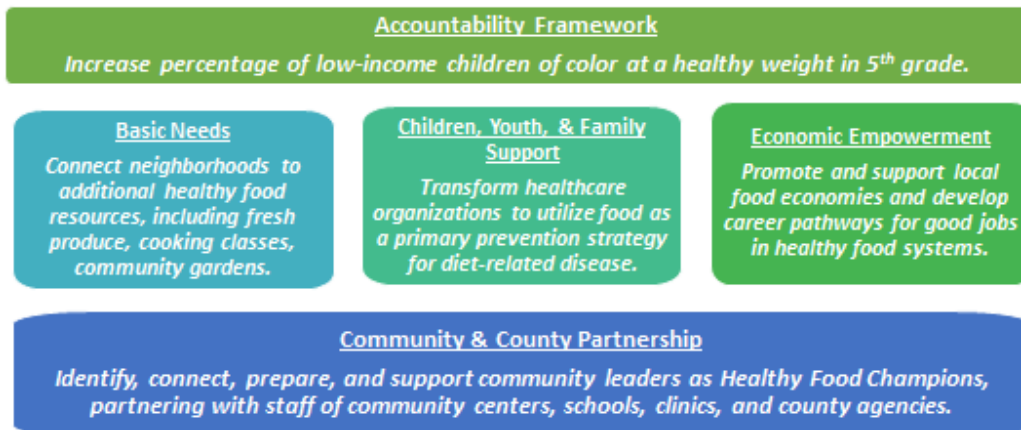 Accountability Framework
Increase percentage of low-income children of color at a healthy weight in 5th grade.
Basic Needs
Connect neighborhoods to
additional healthy food
resources, including fresh
produce, cooking classes,
community gardens.
Children, Youth, & Family
Support
Transform healthcare
organizations to utilize food as
a primary prevention strategy
for diet-related disease.
Economic Empowerment
Promote and support local
food economies and develop
career pathways for good jobs
in healthy food systems.
Community & County Partnership
Identify, connect, prepare, and support community leaders as Healthy Food Champions,
partnering with staff of community centers, schools, clinics, and county agencies.